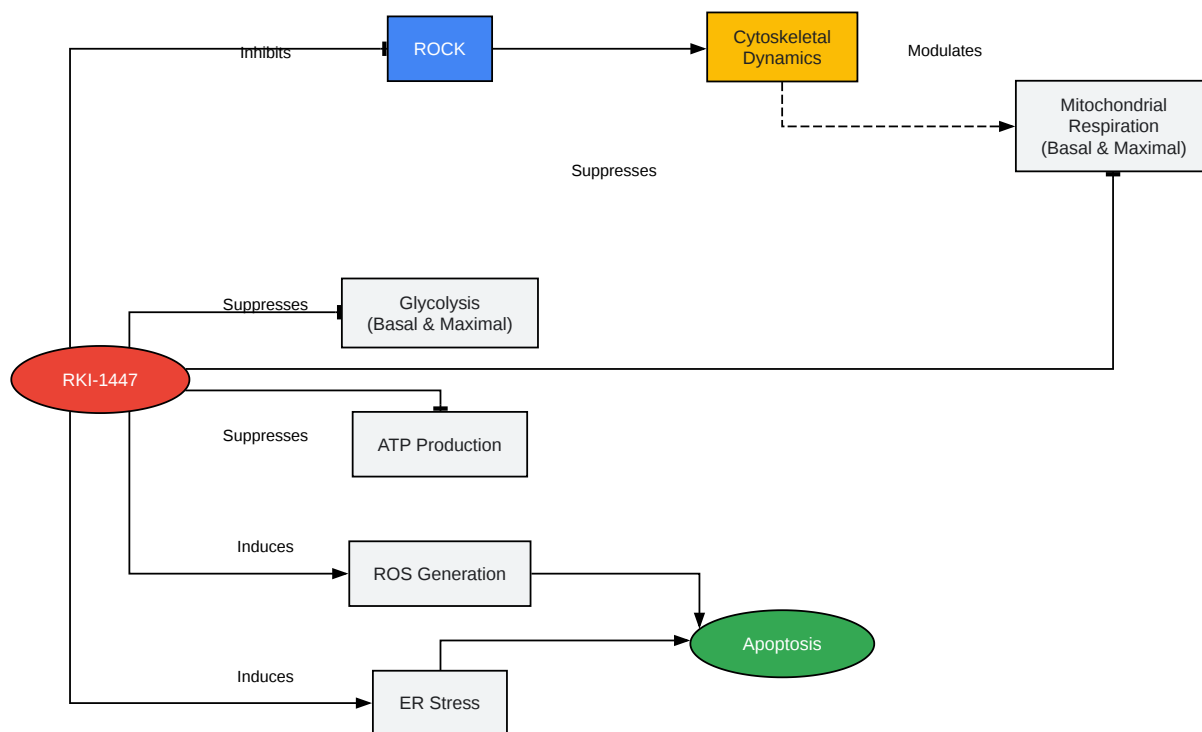 Inhibits
ROCK
Cytoskeletal
Dynamics
Modulates
Mitochondrial
Respiration
(Basal & Maximal)
Suppresses
Suppresses
Glycolysis
(Basal & Maximal)
RKI-1447
Suppresses
ATP Production
Induces
ROS Generation
Apoptosis
Induces
ER Stress